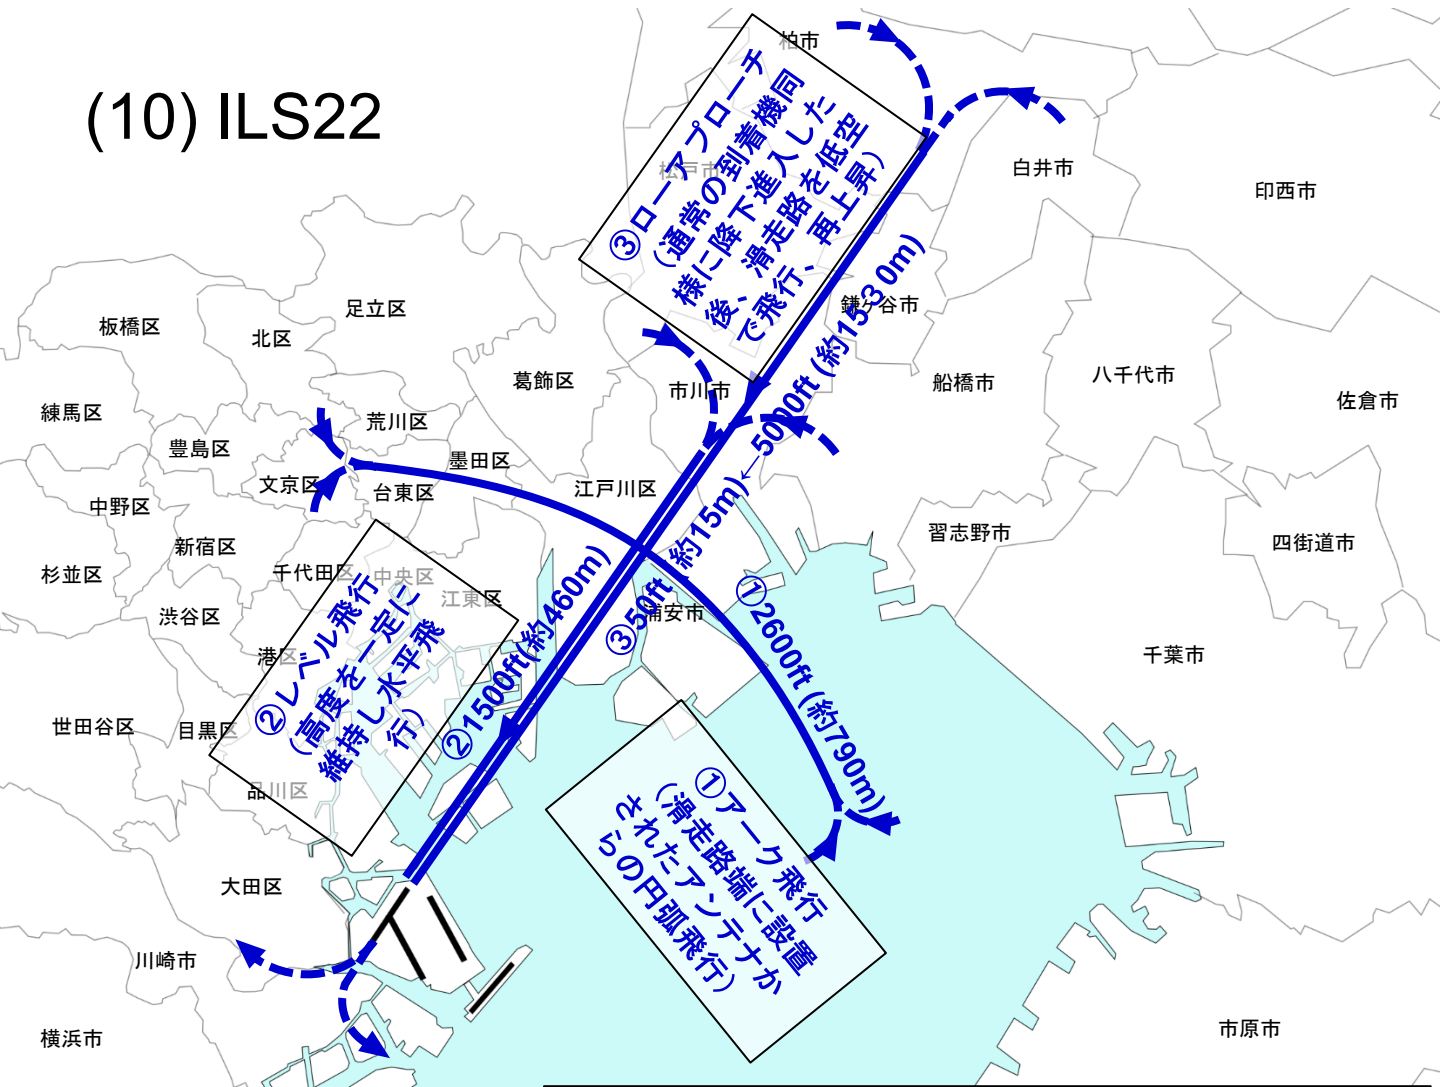 (10) ILS22
柏市
③ローアプローチ
(通常の到着機同
様に降下進入した
後、滑走路を低空
で飛行、再上昇)
松戸市
白井市
印西市
鎌ケ谷市
足立区
板橋区
北区
葛飾区
市川市
船橋市
八千代市
佐倉市
練馬区
荒川区
豊島区
墨田区
文京区
台東区
江戸川区
中野区
新宿区
習志野市
四街道市
杉並区
千代田区
中央区
江東区
渋谷区
浦安市
港区
千葉市
世田谷区
目黒区
品川区
大田区
川崎市
横浜市
市原市
②レベル飛行
(高度を一定に
維持し水平飛
行)
②1500ft(約460m)
③50ft (約15m)←5000ft (約1530m)
①2600ft (約790m)
①アーク飛行
(滑走路端に設置
されたアンテナか
らの円弧飛行)